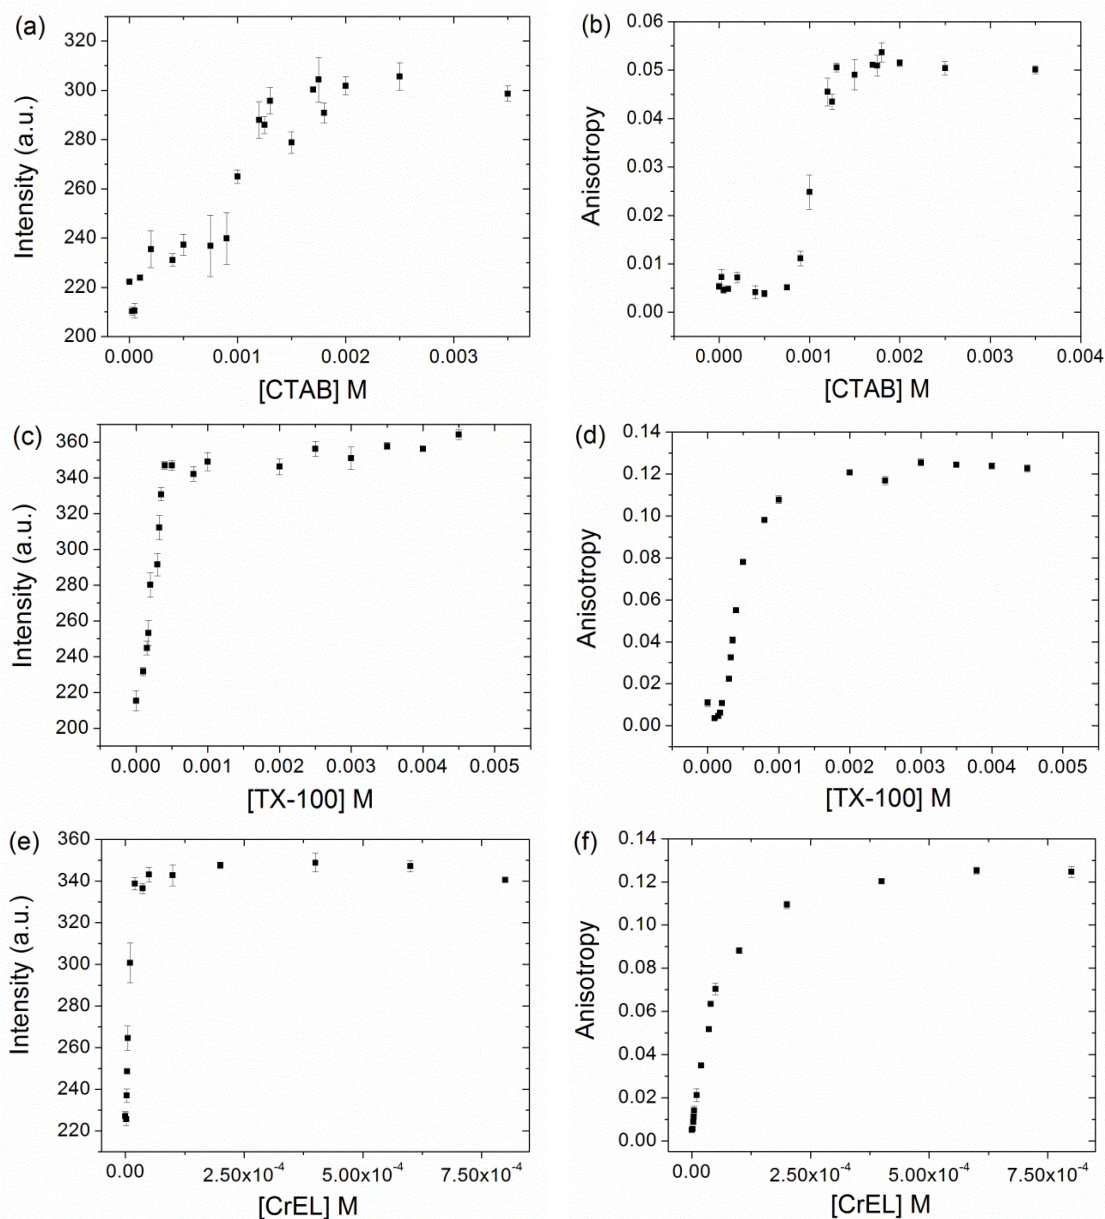 (a)
320
300
280
260
240
220
200
Intensity (a.u.)
0.000 0.001 0.002 0.003
[CTAB] M
(b)
0.06
0.05
0.04
0.03
0.02
0.01
0.00
Anisotropy
0.000 0.001 0.002 0.003 0.004
[CTAB] M
(c)
360
340
320
300
280
260
240
220
200
Intensity (a.u.)
0.000 0.001 0.002 0.003 0.004 0.005
[TX-100] M
(d)
0.14
0.12
0.10
0.08
0.06
0.04
0.02
0.00
Anisotropy
0.000 0.001 0.002 0.003 0.004 0.005
[TX-100] M
(e)
360
340
320
300
280
260
240
220
Intensity (a.u.)
0.00 2.50x10⁻⁴ 5.00x10⁻⁴ 7.50x10⁻⁴
[CrEL] M
(f)
0.14
0.12
0.10
0.08
0.06
0.04
0.02
0.00
Anisotropy
0.00 2.50x10⁻⁴ 5.00x10⁻⁴ 7.50x10⁻⁴
[CrEL] M